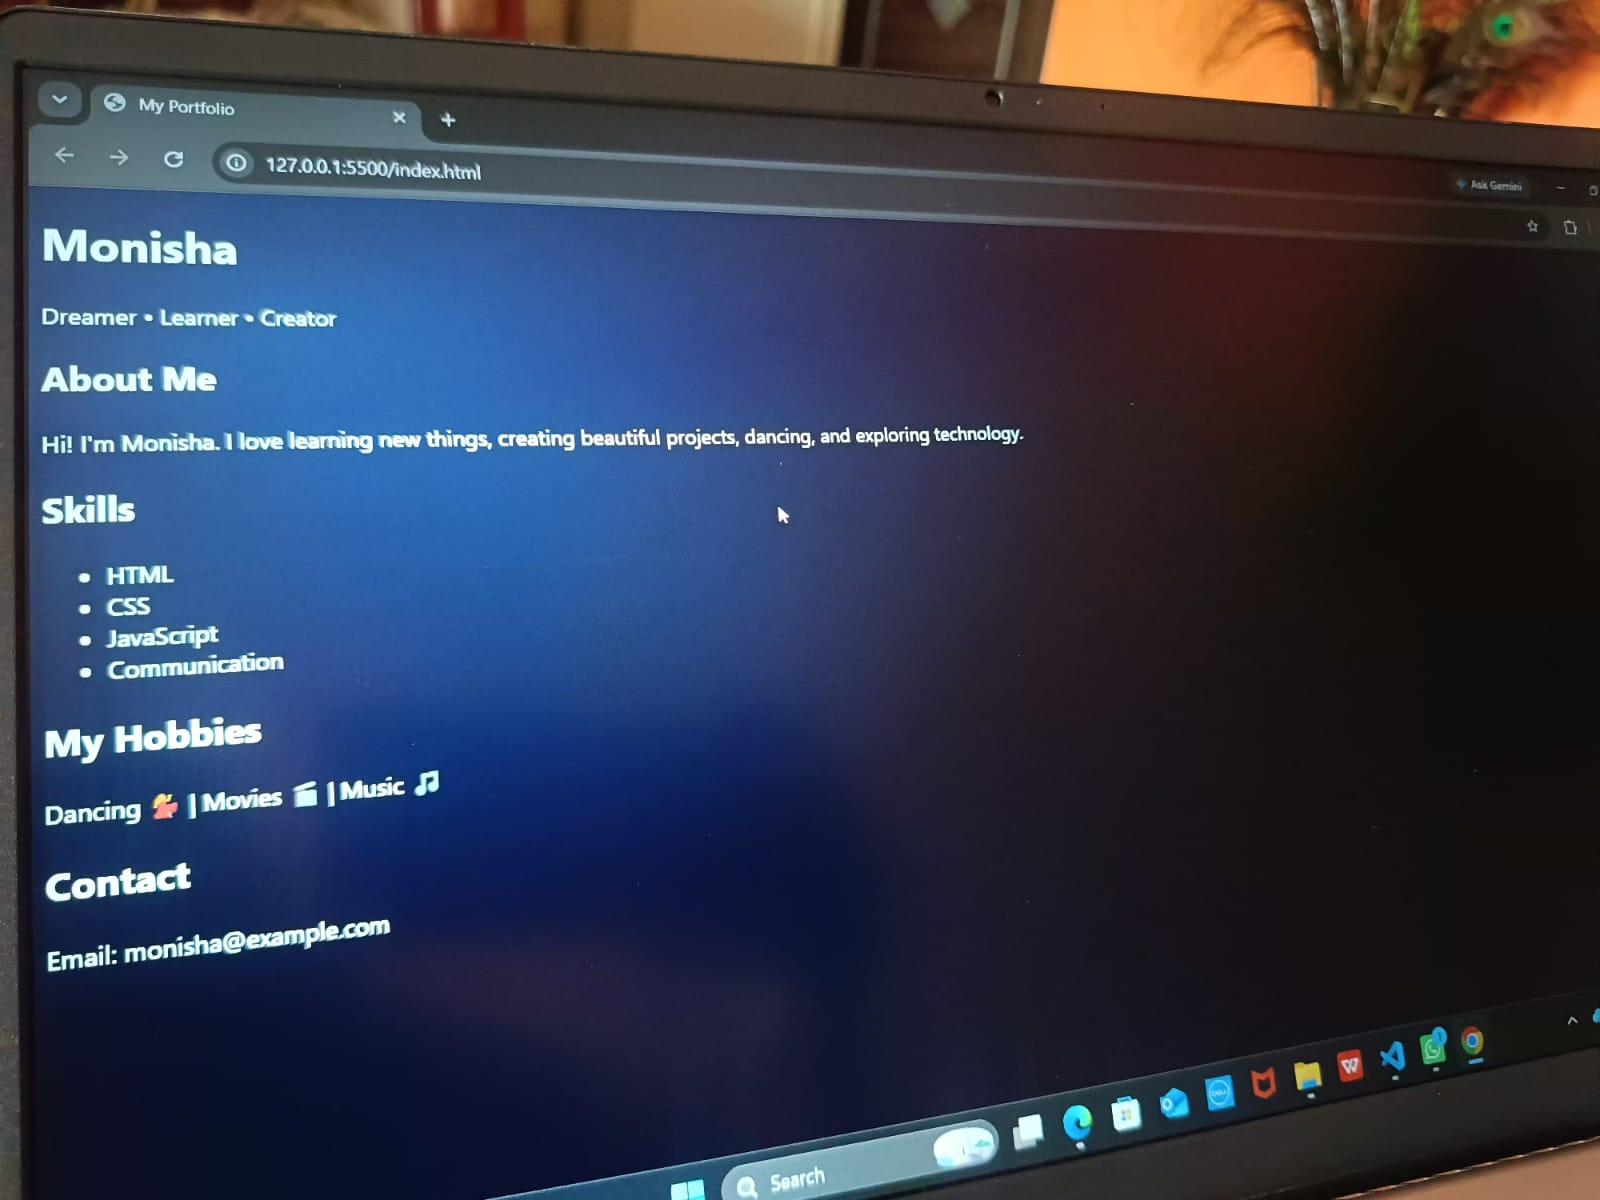 My Portfolio
127.0.0.1:5500/index.html
Ask Gemini
Monisha
Dreamer • Learner • Creator
About Me
Hi! I'm Monisha. I love learning new things, creating beautiful projects, dancing, and exploring technology.
Skills
• HTML
• CSS
• JavaScript
• Communication
My Hobbies
Dancing 💃 | Movies 🎬 | Music 🎵
Contact
Email: monisha@example.com
Search
DELL
W
1